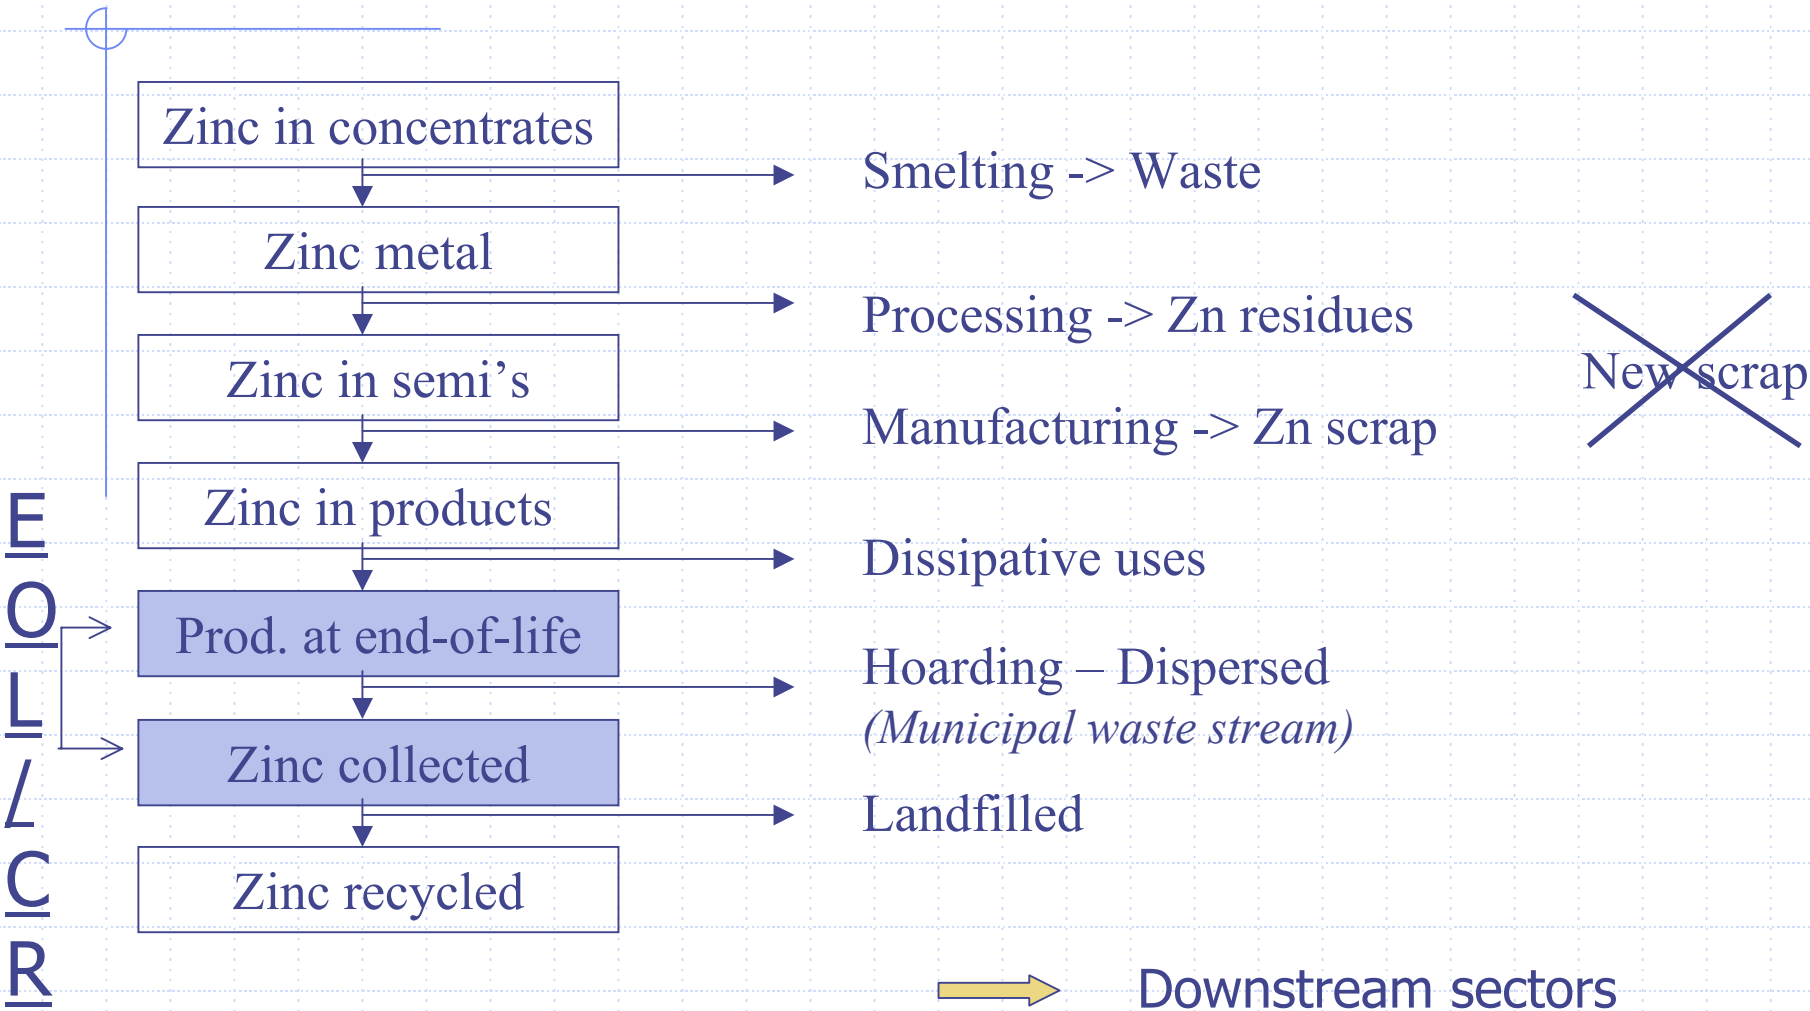 Zinc in concentrates
Smelting -> Waste
Zinc metal
Processing -> Zn residues
New scrap
Zinc in semi’s
Manufacturing -> Zn scrap
Zinc in products
Dissipative uses
Prod. at end-of-life
Hoarding – Dispersed
(Municipal waste stream)
Zinc collected
Landfilled
Zinc recycled
E
O
L
/
C
R
Downstream sectors